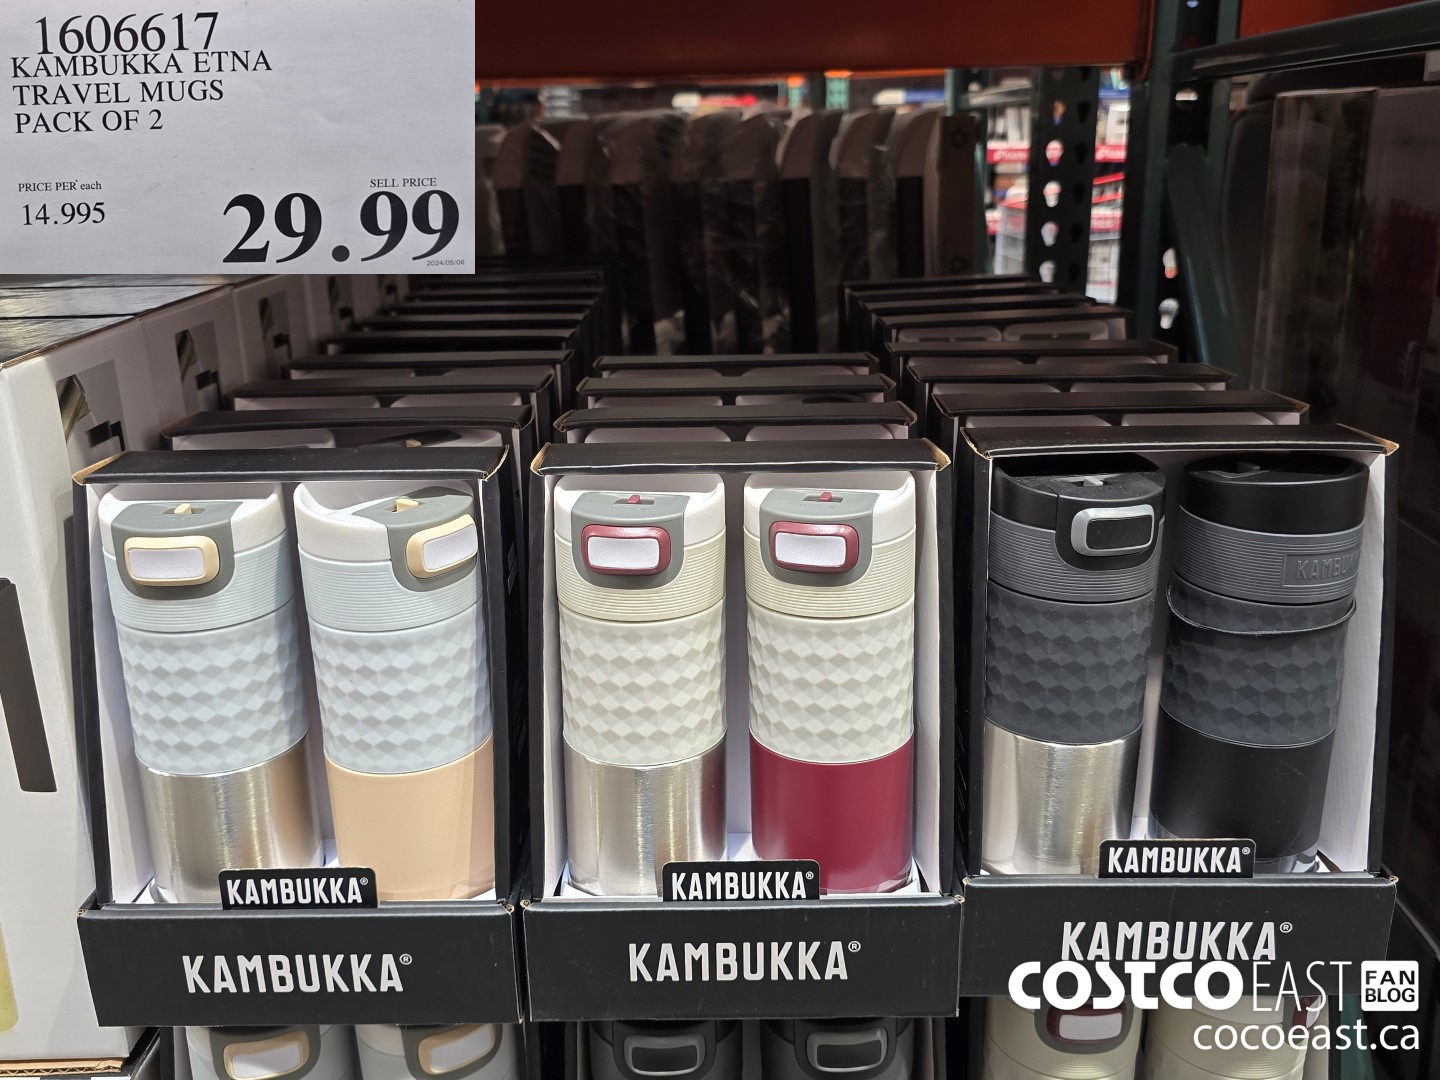 1606617
KAMBUKKA ETNA
TRAVEL MUGS
PACK OF 2
PRICE PER each
14.995
SELL PRICE
29.99
2024/05/06
KAMBUKKA®
KAMBUKKA®
KAMBUKKA®
KAMBUKKA®
KAMBUKKA®
KAMBUKKA®
COSTCO EAST FAN BLOG
cocoeast.ca